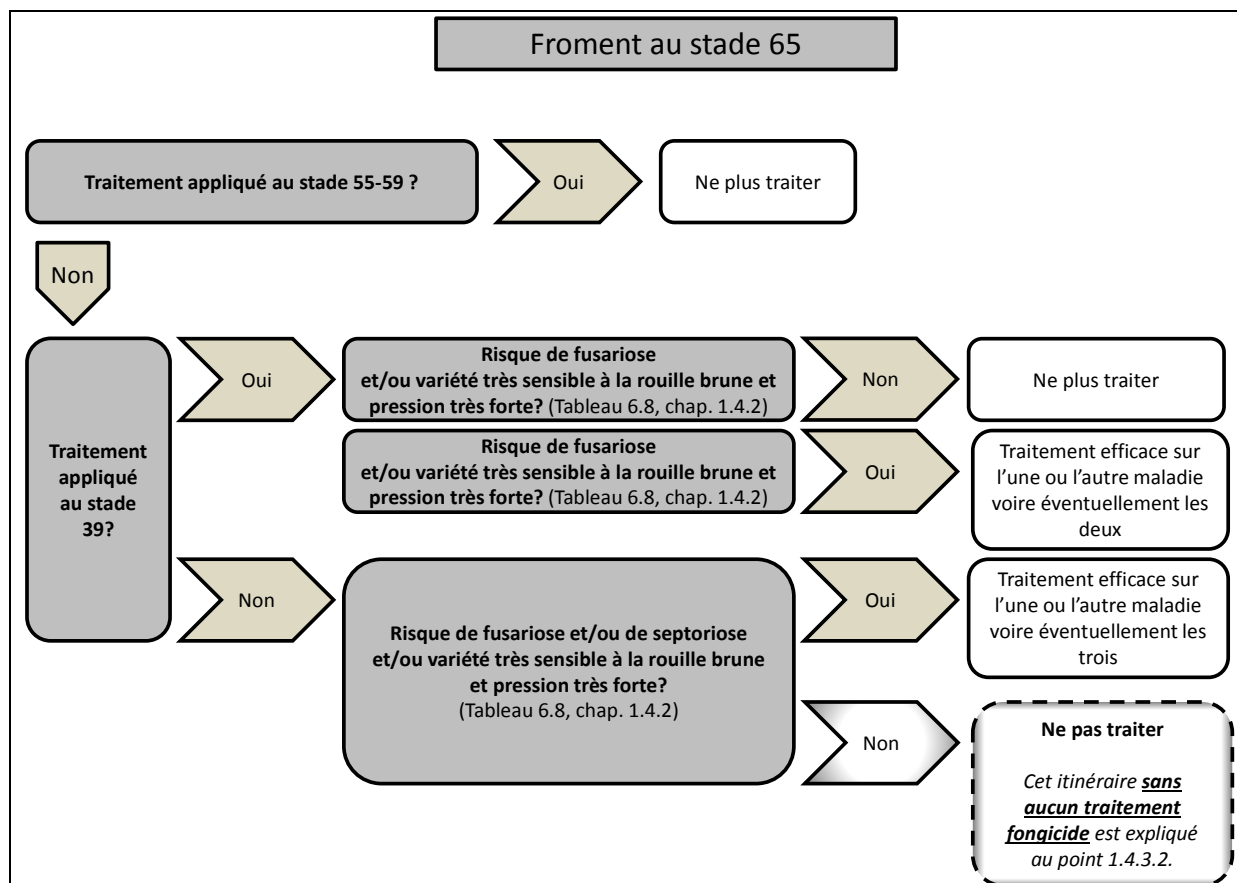 Froment au stade 65
Traitement appliqué au stade 55-59 ?
Oui
Ne plus traiter
Non
Traitement
appliqué
au stade
39?
Oui
Risque de fusariose
et/ou variété très sensible à la rouille brune et
pression très forte? (Tableau 6.8, chap. 1.4.2)
Non
Ne plus traiter
Risque de fusariose
et/ou variété très sensible à la rouille brune et
pression très forte? (Tableau 6.8, chap. 1.4.2)
Oui
Traitement efficace sur
l’une ou l’autre maladie
voire éventuellement les
deux
Non
Risque de fusariose et/ou de septoriose
et/ou variété très sensible à la rouille brune
et pression très forte?
(Tableau 6.8, chap. 1.4.2)
Oui
Traitement efficace sur
l’une ou l’autre maladie
voire éventuellement les
trois
Non
Ne pas traiter
Cet itinéraire sans
aucun traitement
fongicide est expliqué
au point 1.4.3.2.